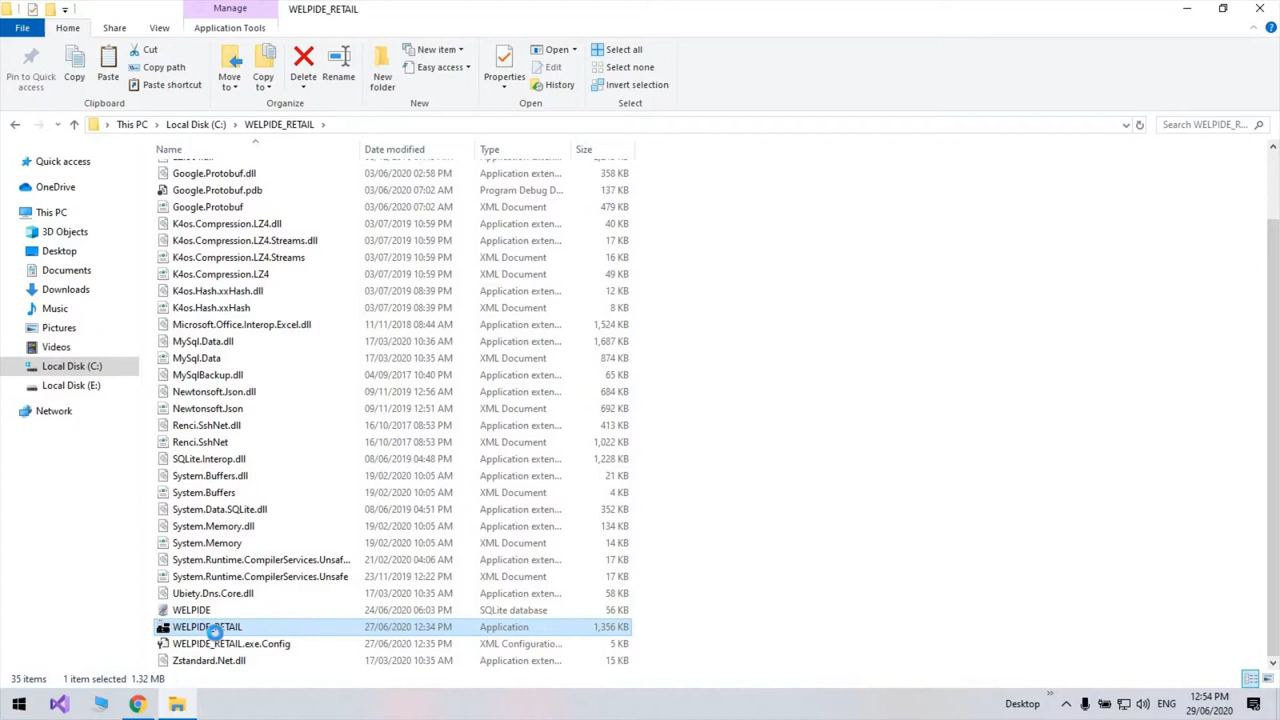 Manage
WELPIDE_RETAIL
File
Home
Share
View
Application Tools
Pin to Quick access
Copy
Paste
Cut
Copy path
Paste shortcut
Clipboard
Move to
Copy to
Delete
Rename
Organize
New folder
New item
Easy access
New
Properties
Open
Edit
History
Open
Select all
Select none
Invert selection
Select
This PC
Local Disk (C:)
WELPIDE_RETAIL
Search WELPIDE_R...
Quick access
OneDrive
This PC
3D Objects
Desktop
Documents
Downloads
Music
Pictures
Videos
Local Disk (C:)
Local Disk (E:)
Network
Name Date modified Type Size
Google.Protobuf.dll 03/06/2020 02:58 PM Application exten... 358 KB
Google.Protobuf.pdb 03/06/2020 07:02 AM Program Debug D... 137 KB
Google.Protobuf 03/06/2020 07:02 AM XML Document 479 KB
K4os.Compression.LZ4.dll 03/07/2019 10:59 PM Application exten... 40 KB
K4os.Compression.LZ4.Streams.dll 03/07/2019 10:59 PM Application exten... 17 KB
K4os.Compression.LZ4.Streams 03/07/2019 10:59 PM XML Document 16 KB
K4os.Compression.LZ4 03/07/2019 10:59 PM XML Document 49 KB
K4os.Hash.xxHash.dll 03/07/2019 08:39 PM Application exten... 12 KB
K4os.Hash.xxHash 03/07/2019 08:39 PM XML Document 8 KB
Microsoft.Office.Interop.Excel.dll 11/11/2018 08:44 AM Application exten... 1,524 KB
MySql.Data.dll 17/03/2020 10:36 AM Application exten... 1,687 KB
MySql.Data 17/03/2020 10:35 AM XML Document 874 KB
MySqlBackup.dll 04/09/2017 10:40 PM Application exten... 65 KB
Newtonsoft.Json.dll 09/11/2019 12:56 AM Application exten... 684 KB
Newtonsoft.Json 09/11/2019 12:51 AM XML Document 692 KB
Renci.SshNet.dll 16/10/2017 08:53 PM Application exten... 413 KB
Renci.SshNet 16/10/2017 08:53 PM XML Document 1,022 KB
SQLite.Interop.dll 08/06/2019 04:48 PM Application exten... 1,228 KB
System.Buffers.dll 19/02/2020 10:05 AM Application exten... 21 KB
System.Buffers 19/02/2020 10:05 AM XML Document 4 KB
System.Data.SQLite.dll 08/06/2019 04:51 PM Application exten... 352 KB
System.Memory.dll 19/02/2020 10:05 AM Application exten... 134 KB
System.Memory 19/02/2020 10:05 AM XML Document 14 KB
System.Runtime.CompilerServices.Unsaf... 21/02/2020 04:06 AM Application exten... 17 KB
System.Runtime.CompilerServices.Unsafe 23/11/2019 12:22 PM XML Document 17 KB
Ubiety.Dns.Core.dll 17/03/2020 10:35 AM Application exten... 58 KB
WELPIDE 24/06/2020 06:03 PM SQLite database 56 KB
WELPIDE_RETAIL 27/06/2020 12:34 PM Application 1,356 KB
WELPIDE_RETAIL.exe.Config 27/06/2020 12:35 PM XML Configuratio... 5 KB
Zstandard.Net.dll 17/03/2020 10:35 AM Application exten... 15 KB
35 items 1 item selected 1.32 MB
Desktop
ENG
12:54 PM
29/06/2020